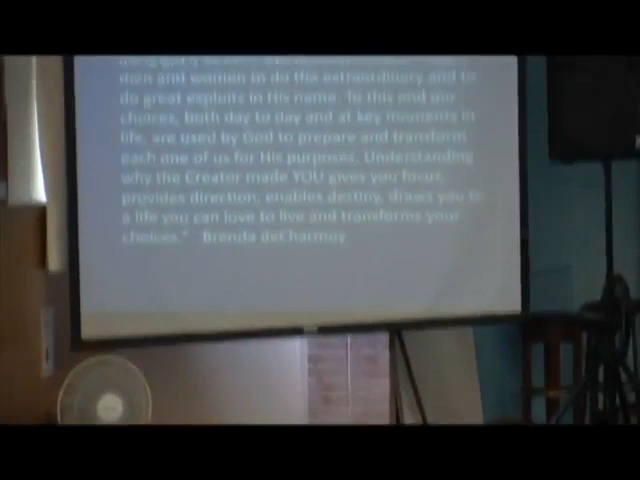 men and women to do the extraordinary and to
do great exploits in His name. To this end our
choices, both day to day and at key moments in
life, are used by God to prepare and transform
each one of us for His purposes. Understanding
why the Creator made YOU gives you focus,
provides direction, enables destiny, draws you to
a life you can love to live and transforms your
choices." Brenda